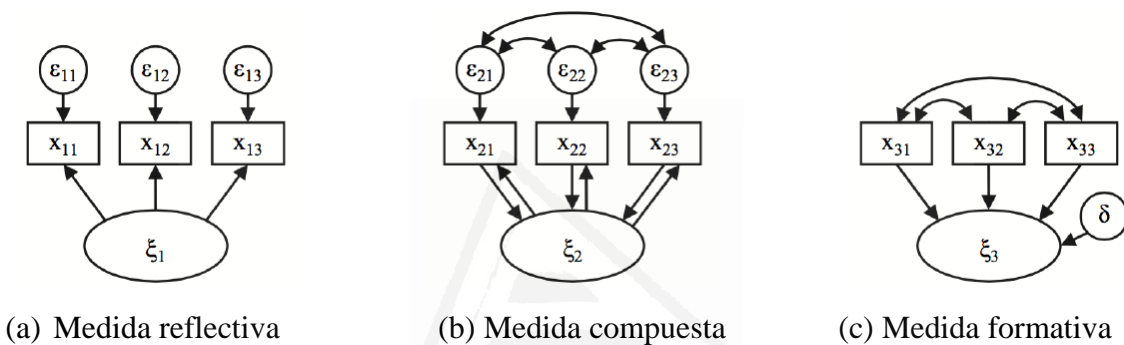 ε₁₁ ε₁₂ ε₁₃
x₁₁ x₁₂ x₁₃
ξ₁
(a) Medida reflectiva
ε₂₁ ε₂₂ ε₂₃
x₂₁ x₂₂ x₂₃
ξ₂
(b) Medida compuesta
x₃₁ x₃₂ x₃₃
δ
ξ₃
(c) Medida formativa